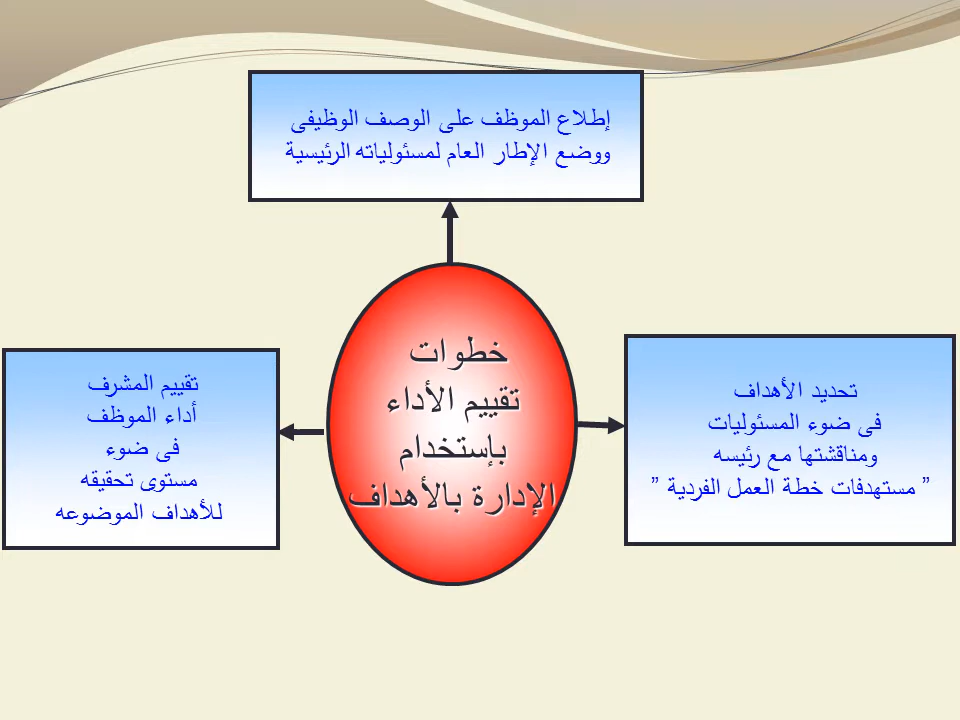 إطلاع الموظف على الوصف الوظيفى
ووضع الإطار العام لمسئولياته الرئيسية
خطوات
تقييم الأداء
بإستخدام
الإدارة بالأهداف
تحديد الأهداف
فى ضوء المسئوليات
ومناقشتها مع رئيسه
” مستهدفات خطة العمل الفردية ”
تقييم المشرف
أداء الموظف
فى ضوء
مستوى تحقيقه
للأهداف الموضوعه